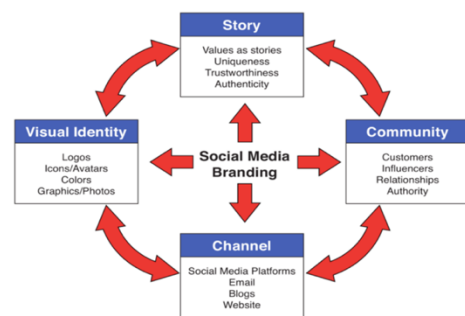 Story
Values as stories
Uniqueness
Trustworthiness
Authenticity
Visual Identity
Logos
Icons/Avatars
Colors
Graphics/Photos
Social Media
Branding
Community
Customers
Influencers
Relationships
Authority
Channel
Social Media Platforms
Email
Blogs
Website